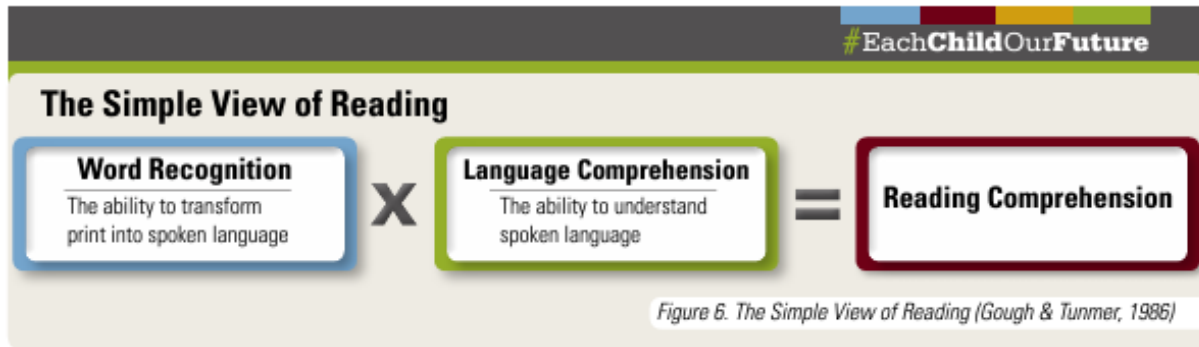 #EachChildOurFuture
The Simple View of Reading
Word Recognition
The ability to transform
print into spoken language
X
Language Comprehension
The ability to understand
spoken language
=
Reading Comprehension
Figure 6. The Simple View of Reading (Gough & Tunmer, 1986)